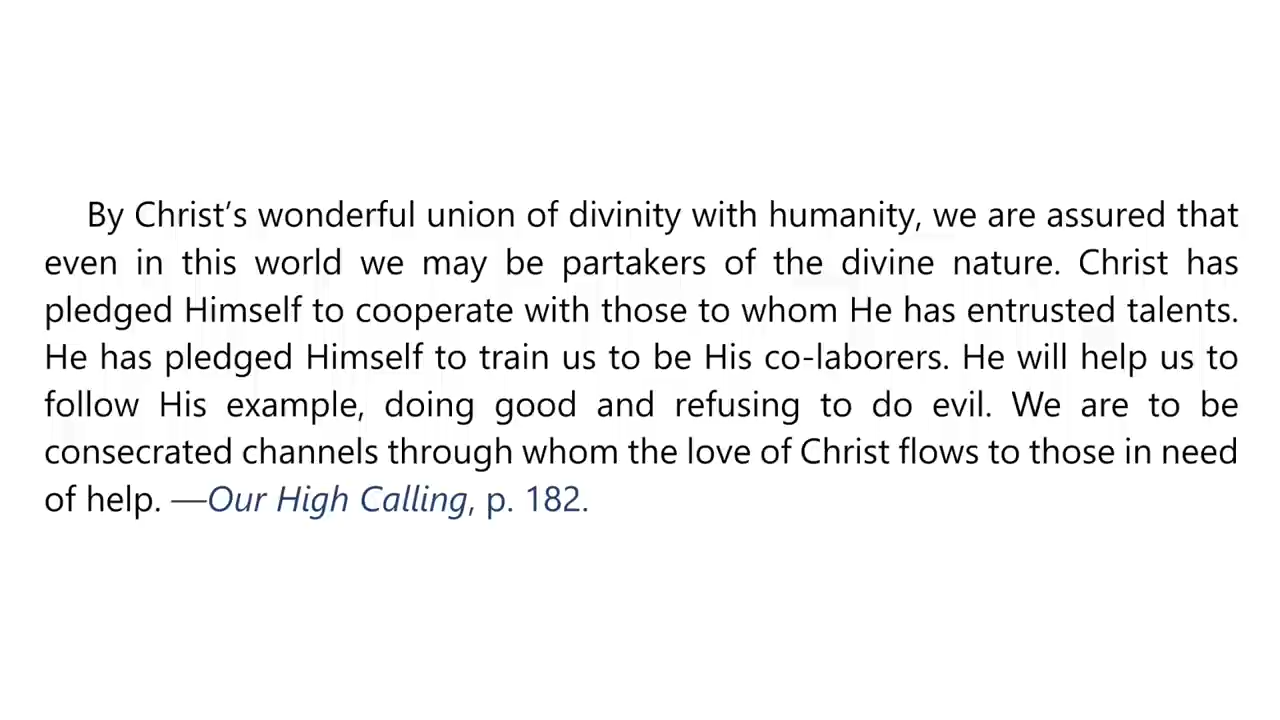 By Christ’s wonderful union of divinity with humanity, we are assured that
even in this world we may be partakers of the divine nature. Christ has
pledged Himself to cooperate with those to whom He has entrusted talents.
He has pledged Himself to train us to be His co-laborers. He will help us to
follow His example, doing good and refusing to do evil. We are to be
consecrated channels through whom the love of Christ flows to those in need
of help. —Our High Calling, p. 182.